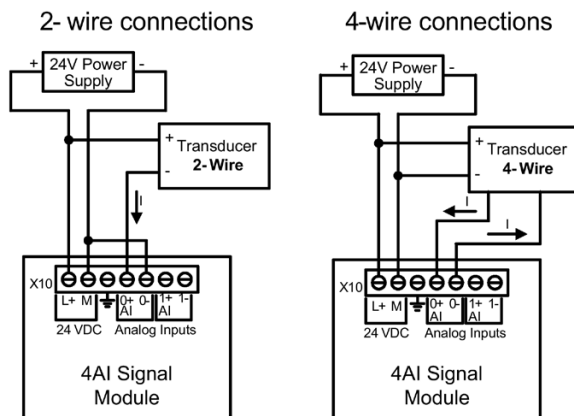 2- wire connections
+ 24V Power Supply -
+ Transducer
- 2- Wire
I
X10
L+ M 0+ 0- 1+ 1-
AI AI
24 VDC Analog Inputs
4AI Signal
Module
4-wire connections
+ 24V Power Supply -
+ Transducer
- 4- Wire
I
I
X10
L+ M 0+ 0- 1+ 1-
AI AI
24 VDC Analog Inputs
4AI Signal
Module